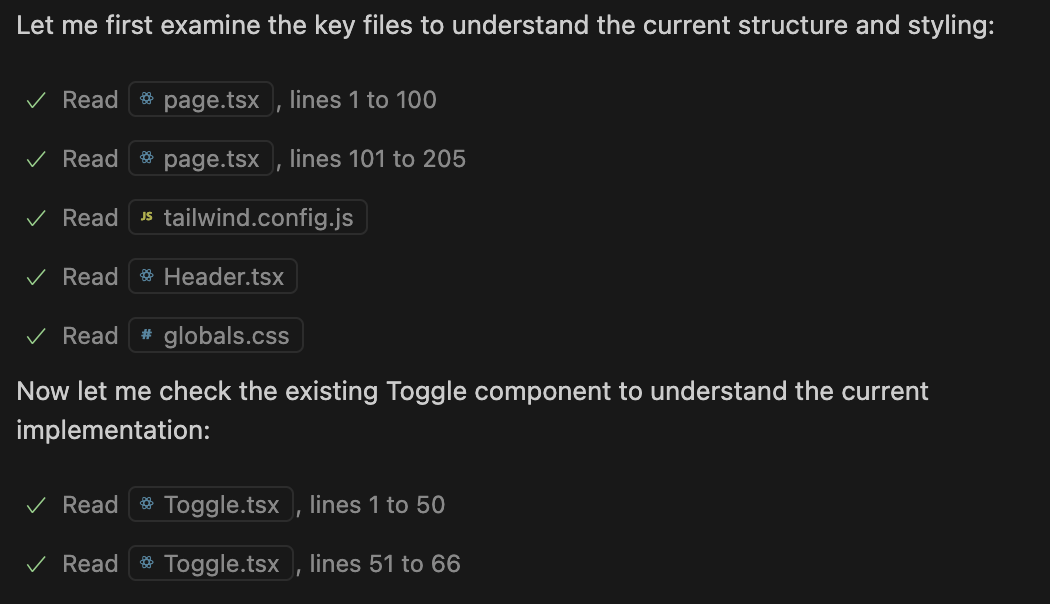 Let me first examine the key files to understand the current structure and styling:
Read page.tsx, lines 1 to 100
Read page.tsx, lines 101 to 205
Read JS tailwind.config.js
Read Header.tsx
Read # globals.css
Now let me check the existing Toggle component to understand the current
implementation:
Read Toggle.tsx, lines 1 to 50
Read Toggle.tsx, lines 51 to 66